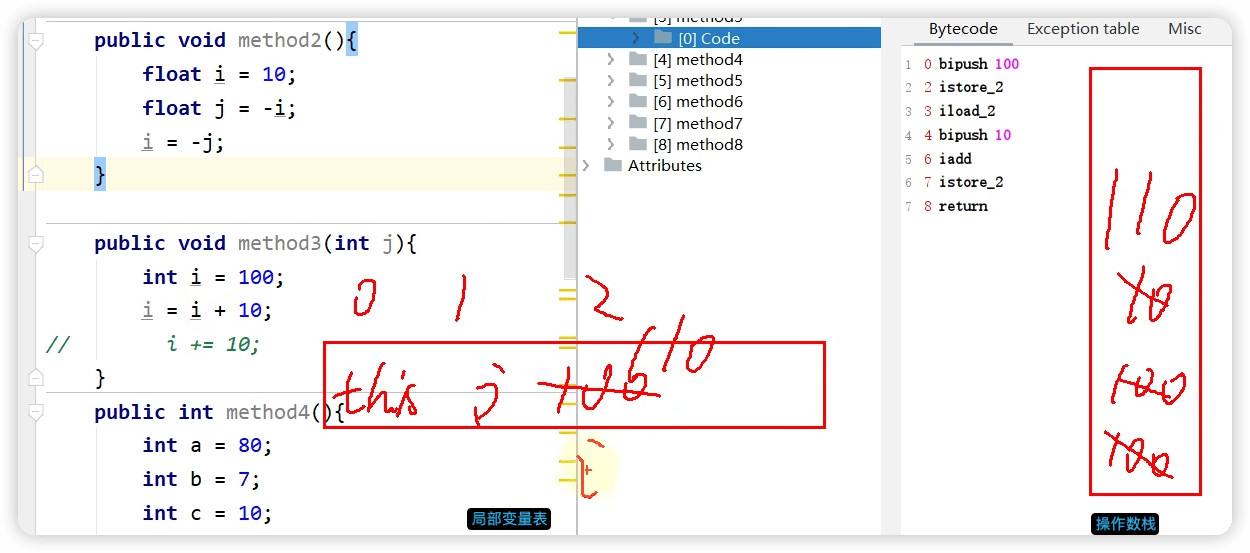 public void method2(){
float i = 10;
float j = -i;
i = -j;
}
public void method3(int j){
int i = 100;
i = i + 10;
// i += 10;
}
public int method4(){
int a = 80;
int b = 7;
int c = 10;
0 1 2
this j 100 110
局部变量表
[0] Code
[4] method4
[5] method5
[6] method6
[7] method7
[8] method8
Attributes
Bytecode Exception table Misc
1 0 bipush 100
2 2 istore_2
3 3 iload_2
4 4 bipush 10
5 6 iadd
6 7 istore_2
7 8 return
110
10
100
100
操作数栈